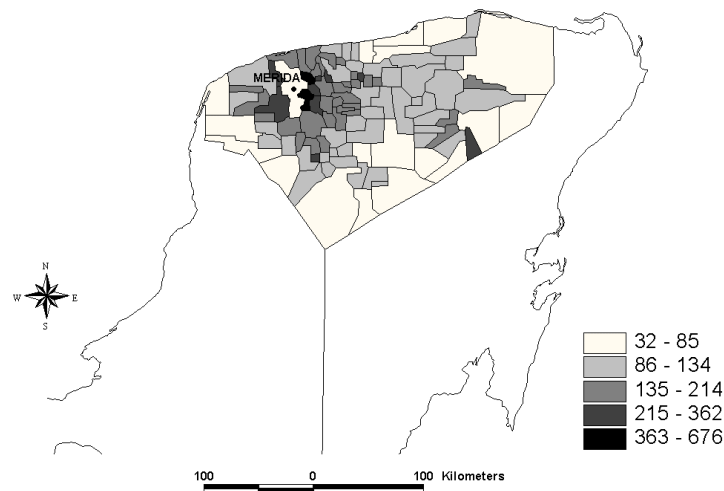 MERIDA
N
W E
S
32 - 85
86 - 134
135 - 214
215 - 362
363 - 676
100 0 100 Kilometers